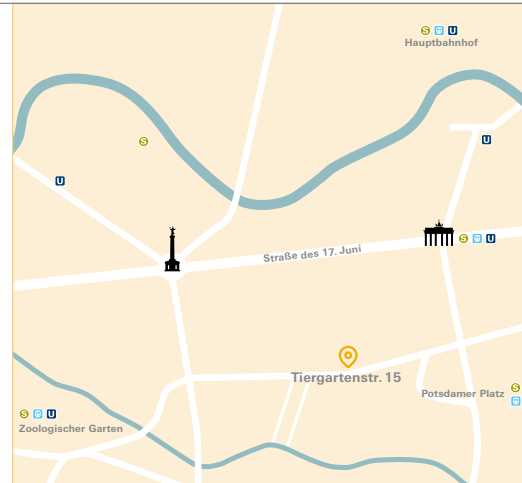 S U
Hauptbahnhof
S
U
U
Straße des 17. Juni
S U
Tiergartenstr. 15
Potsdamer Platz S
S U
Zoologischer Garten